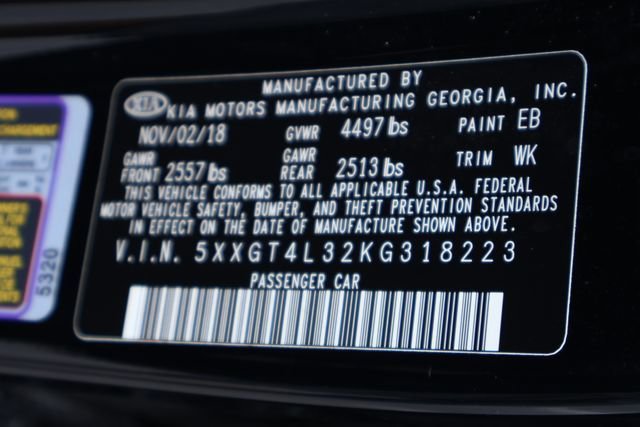 MANUFACTURED BY
KIA KIA MOTORS MANUFACTURING GEORGIA, INC.
NOV/02/18 GVWR 4497 lbs PAINT EB
GAWR FRONT 2557 lbs GAWR REAR 2513 lbs TRIM WK
THIS VEHICLE CONFORMS TO ALL APPLICABLE U.S.A. FEDERAL
MOTOR VEHICLE SAFETY, BUMPER, AND THEFT PREVENTION STANDARDS
IN EFFECT ON THE DATE OF MANUFACTURE SHOWN ABOVE.
V.I.N. 5XXGT4L32KG318223
PASSENGER CAR
5320